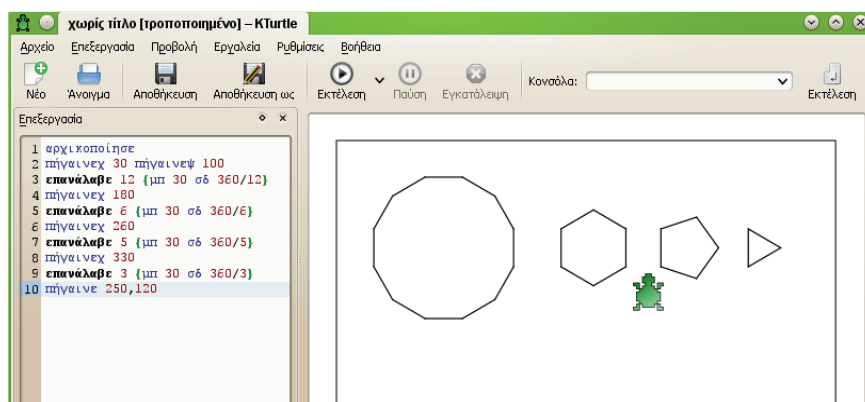 χωρίς τίτλο [τροποποιημένο] – KTurtle
Αρχείο Επεξεργασία Προβολή Εργαλεία Ρυθμίσεις Βοήθεια
Νέο Άνοιγμα Αποθήκευση Αποθήκευση ως Εκτέλεση Παύση Εγκατάλειψη Κονσόλα: Εκτέλεση
Επεξεργασία
1 αρχικοποίησε
2 πήγαινεχ 30 πήγαινεψ 100
3 επανάλαβε 12 {μπ 30 σδ 360/12}
4 πήγαινεχ 180
5 επανάλαβε 6 {μπ 30 σδ 360/6}
6 πήγαινεχ 260
7 επανάλαβε 5 {μπ 30 σδ 360/5}
8 πήγαινεχ 330
9 επανάλαβε 3 {μπ 30 σδ 360/3}
10 πήγαινε 250,120